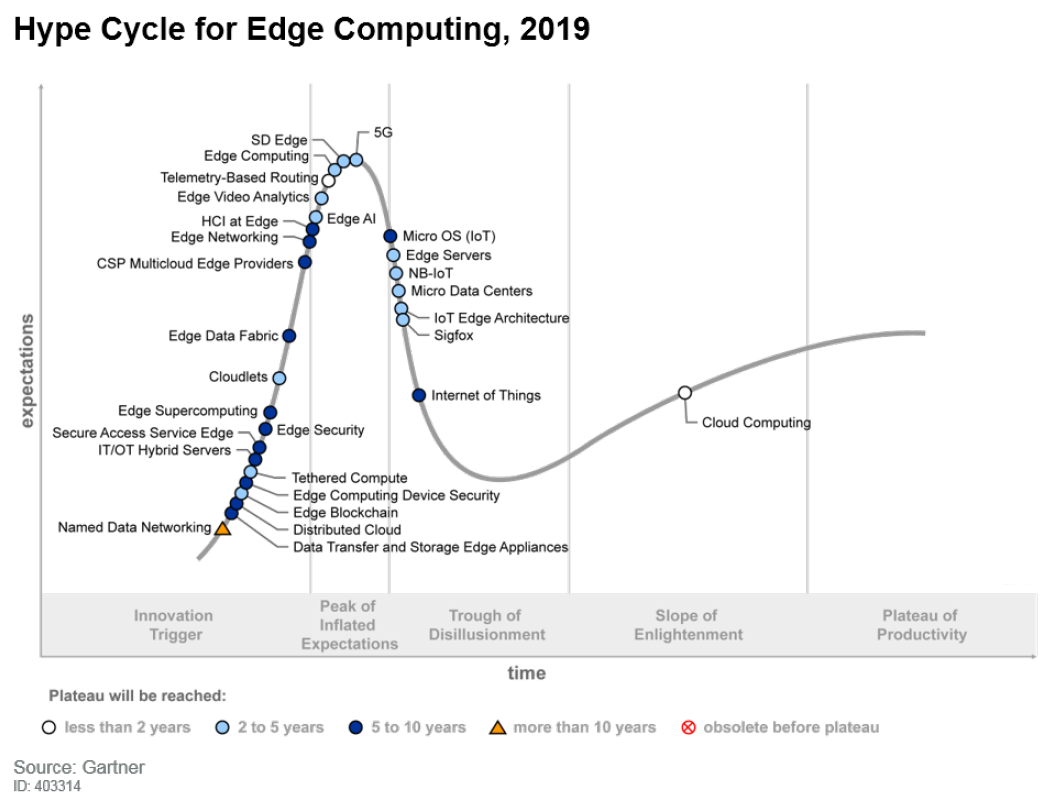 Hype Cycle for Edge Computing, 2019
5G
SD Edge
Edge Computing
Telemetry-Based Routing
Edge Video Analytics
Edge AI
HCI at Edge
Edge Networking
CSP Multicloud Edge Providers
Edge Data Fabric
Cloudlets
Edge Supercomputing
Edge Security
Secure Access Service Edge
IT/OT Hybrid Servers
Tethered Compute
Edge Computing Device Security
Edge Blockchain
Named Data Networking
Distributed Cloud
Data Transfer and Storage Edge Appliances
Micro OS (IoT)
Edge Servers
NB-IoT
Micro Data Centers
IoT Edge Architecture
Sigfox
Internet of Things
Cloud Computing
expectations
Innovation
Trigger
Peak of
Inflated
Expectations
Trough of
Disillusionment
Slope of
Enlightenment
Plateau of
Productivity
time
Plateau will be reached:
less than 2 years
2 to 5 years
5 to 10 years
more than 10 years
obsolete before plateau
Source: Gartner
ID: 403314